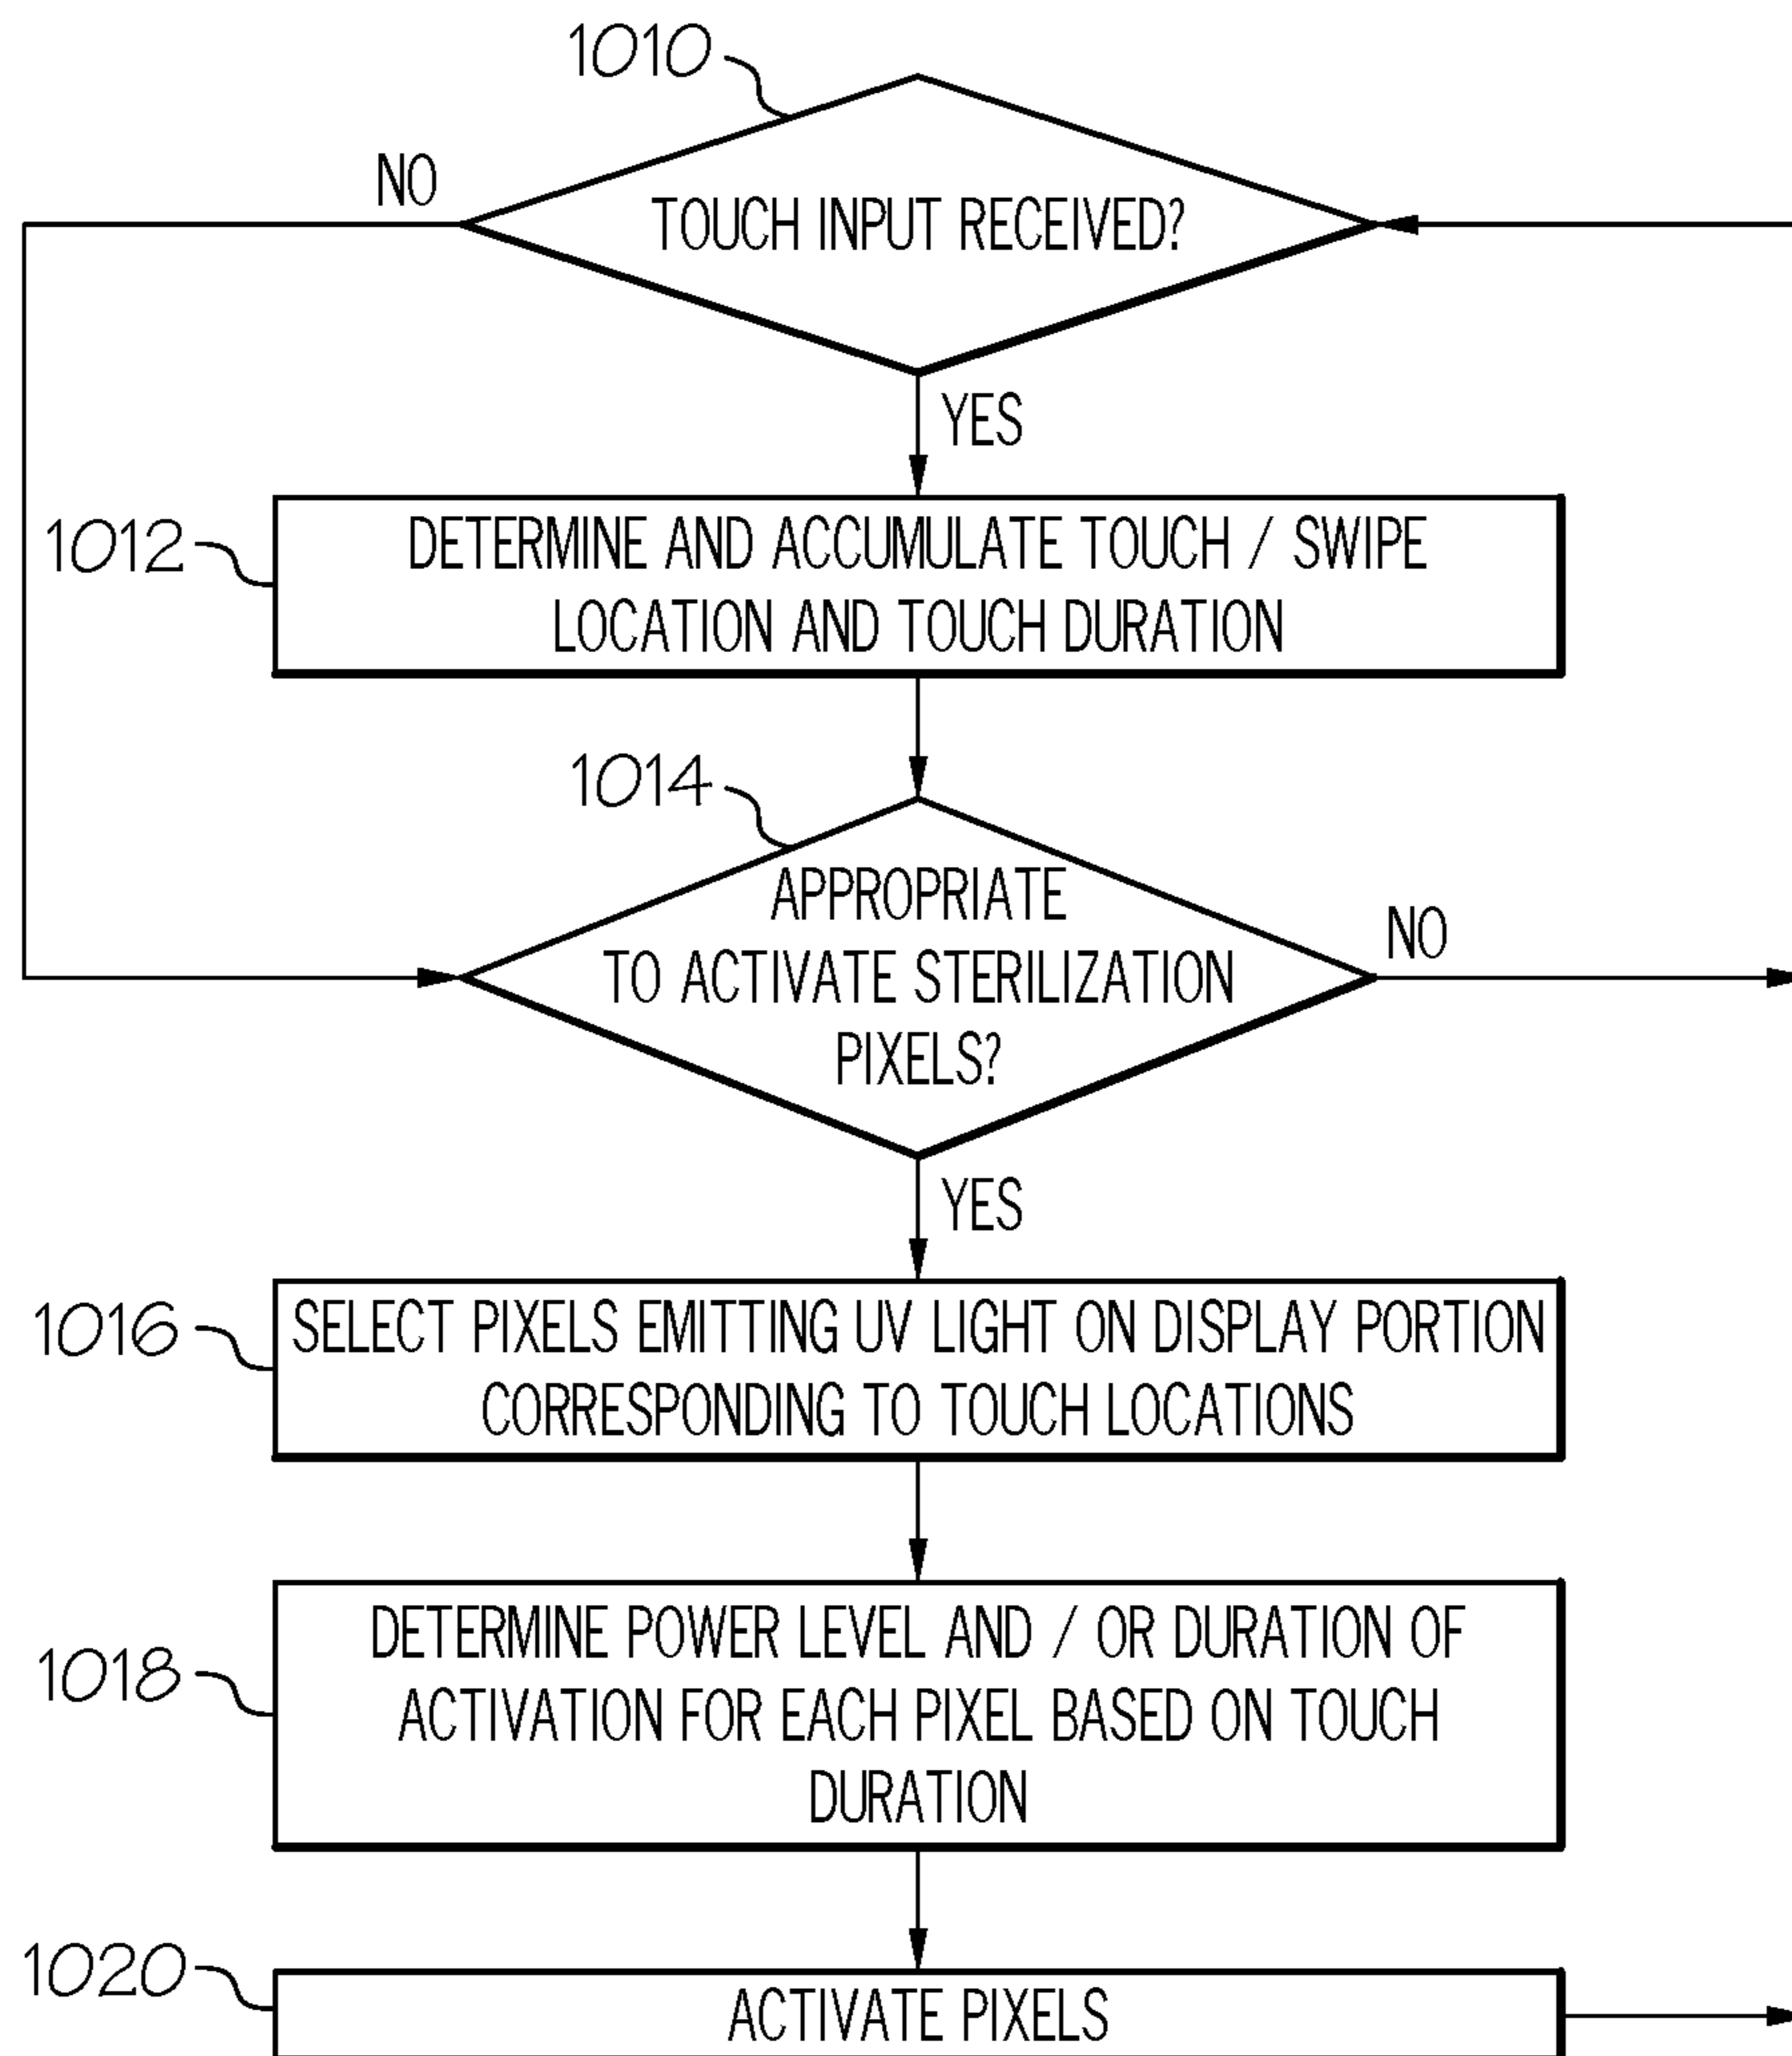 1010
NO
TOUCH INPUT RECEIVED?
YES
1012
DETERMINE AND ACCUMULATE TOUCH / SWIPE
LOCATION AND TOUCH DURATION
1014
APPROPRIATE
TO ACTIVATE STERILIZATION
PIXELS?
NO
YES
1016
SELECT PIXELS EMITTING UV LIGHT ON DISPLAY PORTION
CORRESPONDING TO TOUCH LOCATIONS
1018
DETERMINE POWER LEVEL AND / OR DURATION OF
ACTIVATION FOR EACH PIXEL BASED ON TOUCH
DURATION
1020
ACTIVATE PIXELS